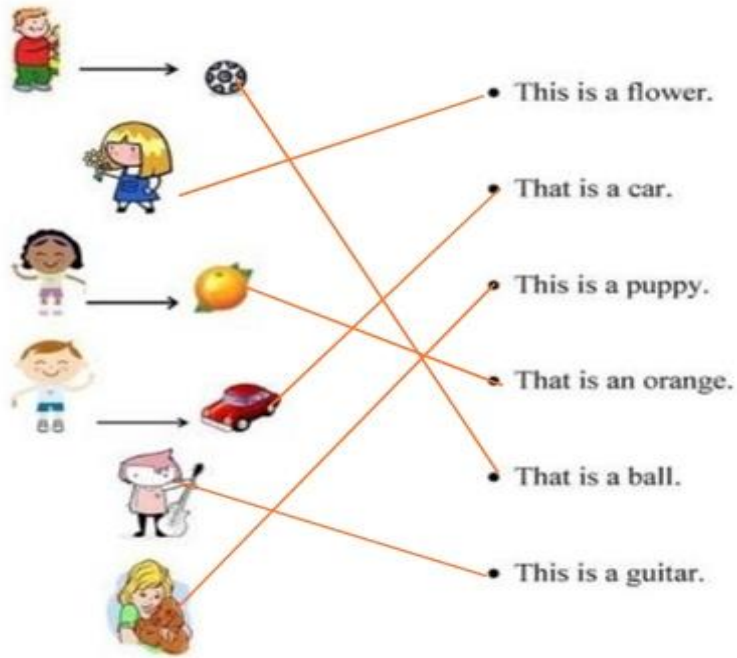 This is a flower.
That is a car.
This is a puppy.
That is an orange.
That is a ball.
This is a guitar.